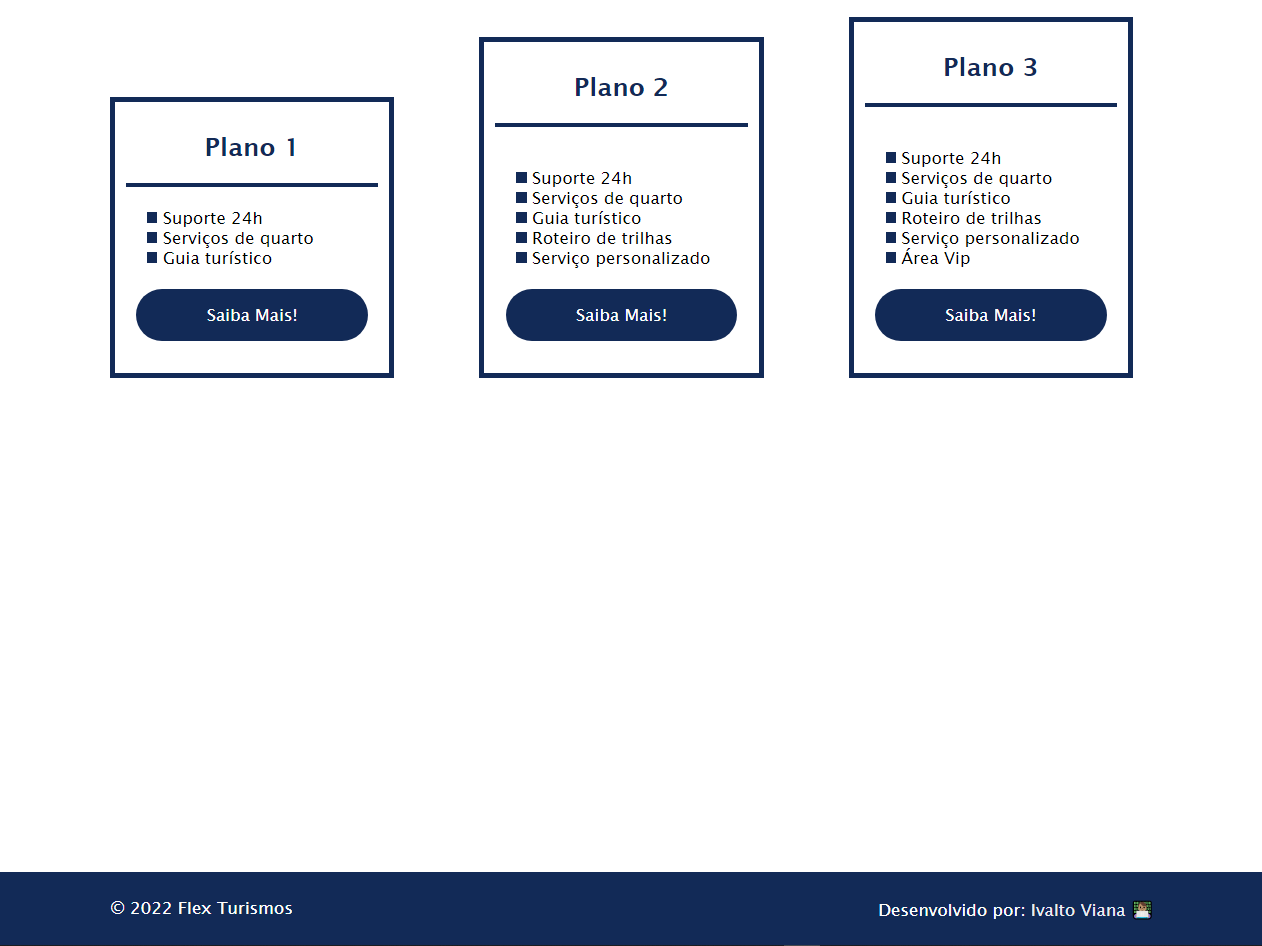 Plano 1
Suporte 24h
Serviços de quarto
Guia turístico
Saiba Mais!
Plano 2
Suporte 24h
Serviços de quarto
Guia turístico
Roteiro de trilhas
Serviço personalizado
Saiba Mais!
Plano 3
Suporte 24h
Serviços de quarto
Guia turístico
Roteiro de trilhas
Serviço personalizado
Área Vip
Saiba Mais!
© 2022 Flex Turismos
Desenvolvido por: Ivalto Viana